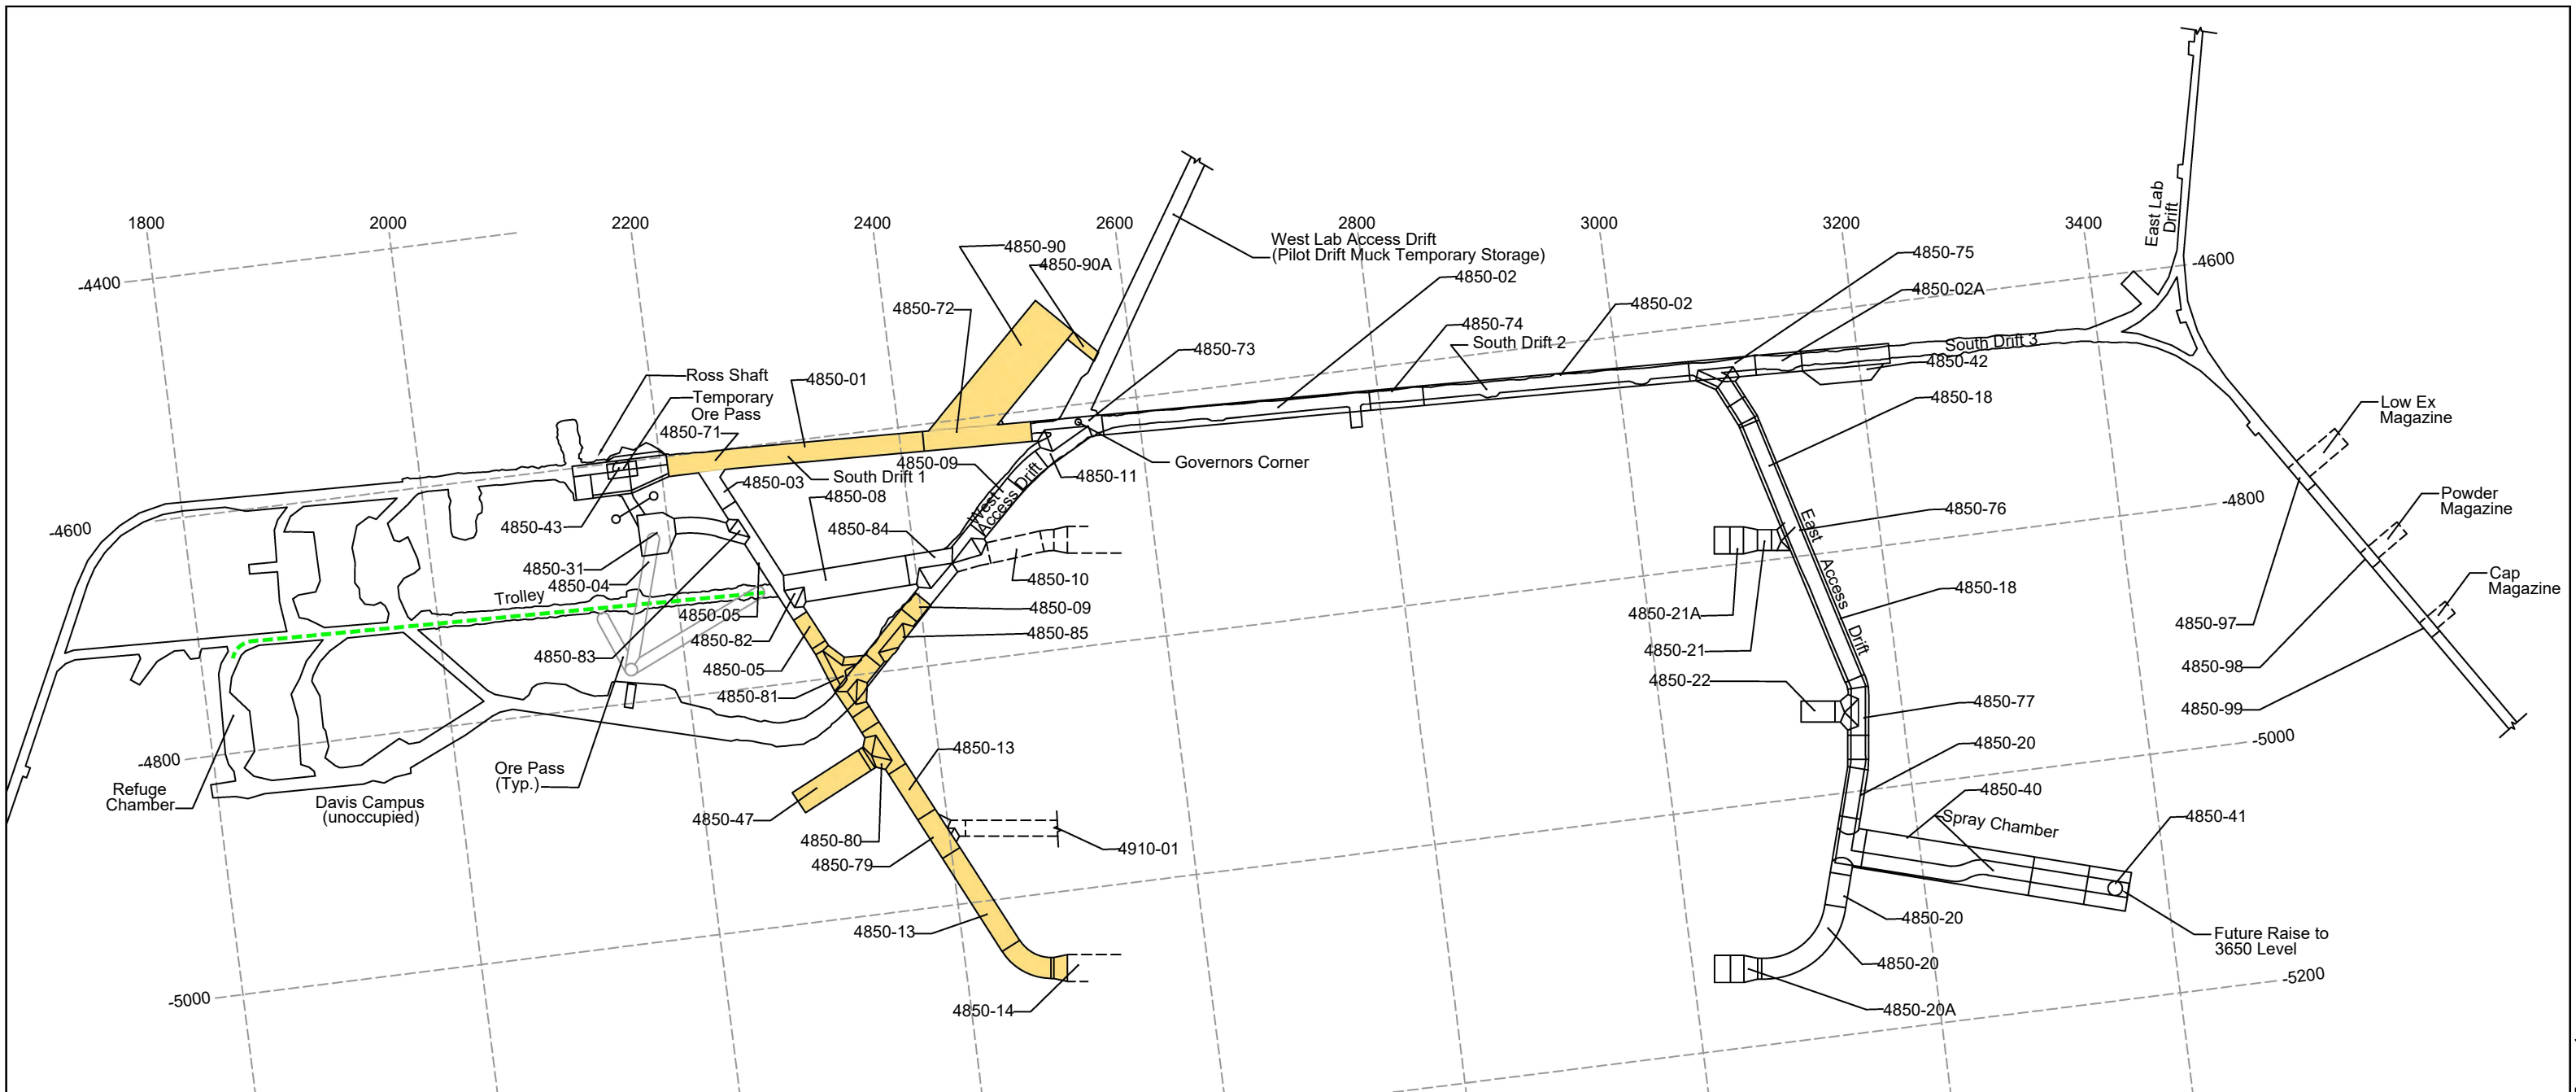 1800
2000
2200
2400
2600
2800
3000
3200
3400
-4400
-4600
-4800
-5000
-4600
-4800
-5000
-5200
4850-90
4850-90A
4850-72
West Lab Access Drift
(Pilot Drift Muck Temporary Storage)
4850-02
4850-02
4850-74
South Drift 2
4850-73
4850-75
4850-02A
South Drift 3
4850-42
East Lab
Drift
Ross Shaft
Temporary
Ore Pass
4850-71
4850-01
South Drift 1
4850-09
4850-03
4850-08
4850-84
West
Access Drift
4850-11
Governors Corner
4850-43
4850-31
4850-04
Trolley
4850-05
4850-82
4850-83
4850-05
4850-81
4850-10
4850-09
4850-85
4850-13
4850-47
4850-80
4850-79
4910-01
4850-13
4850-14
Refuge
Chamber
Davis Campus
(unoccupied)
Ore Pass
(Typ.)
4850-18
4850-76
East
Access
Drift
4850-18
4850-21A
4850-21
4850-22
4850-77
4850-20
4850-40
Spray Chamber
4850-41
4850-20
4850-20
4850-20A
Future Raise to
3650 Level
Low Ex
Magazine
Powder
Magazine
Cap
Magazine
4850-97
4850-98
4850-99